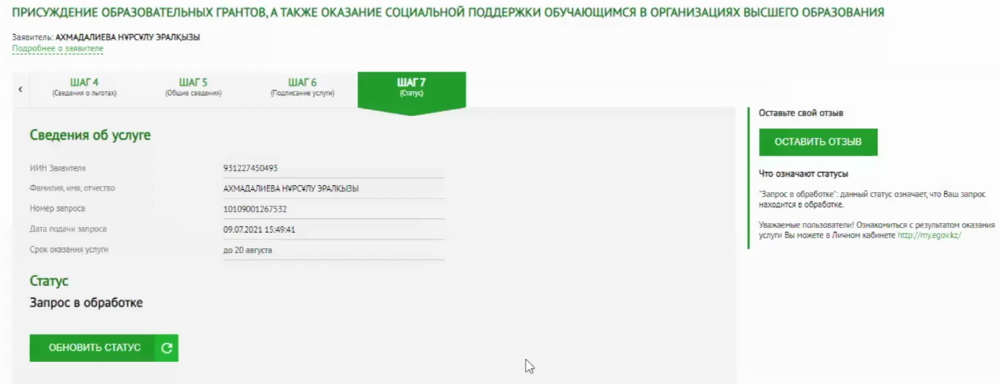 ПРИСУЖДЕНИЕ ОБРАЗОВАТЕЛЬНЫХ ГРАНТОВ, А ТАКЖЕ ОКАЗАНИЕ СОЦИАЛЬНОЙ ПОДДЕРЖКИ ОБУЧАЮЩИМСЯ В ОРГАНИЗАЦИЯХ ВЫСШЕГО ОБРАЗОВАНИЯ
Заявитель: АХМАДАЛИЕВА НҰРСҰЛУ ЭРАЛҚЫЗЫ
Подробнее о заявителе
‹
ШАГ 4
(Сведения о льготах)
ШАГ 5
(Общие сведения)
ШАГ 6
(Подписание услуги)
ШАГ 7
(Статус)
Сведения об услуге
ИИН Заявителя
931227450493
Фамилия, имя, отчество
АХМАДАЛИЕВА НҰРСҰЛУ ЭРАЛҚЫЗЫ
Номер запроса
10109001267532
Дата подачи запроса
09.07.2021 15:49:41
Срок оказания услуги
до 20 августа
Статус
Запрос в обработке
ОБНОВИТЬ СТАТУС
Оставьте свой отзыв
ОСТАВИТЬ ОТЗЫВ
Что означают статусы
"Запрос в обработке": данный статус означает, что Ваш запрос
находится в обработке.
Уважаемые пользователи! Ознакомиться с результатом оказания
услуги Вы можете в Личном кабинете http://my.egov.kz/